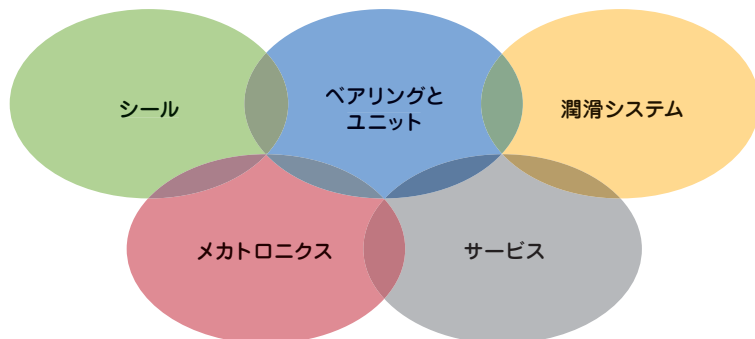 シール
ベアリングと
ユニット
潤滑システム
メカトロニクス
サービス